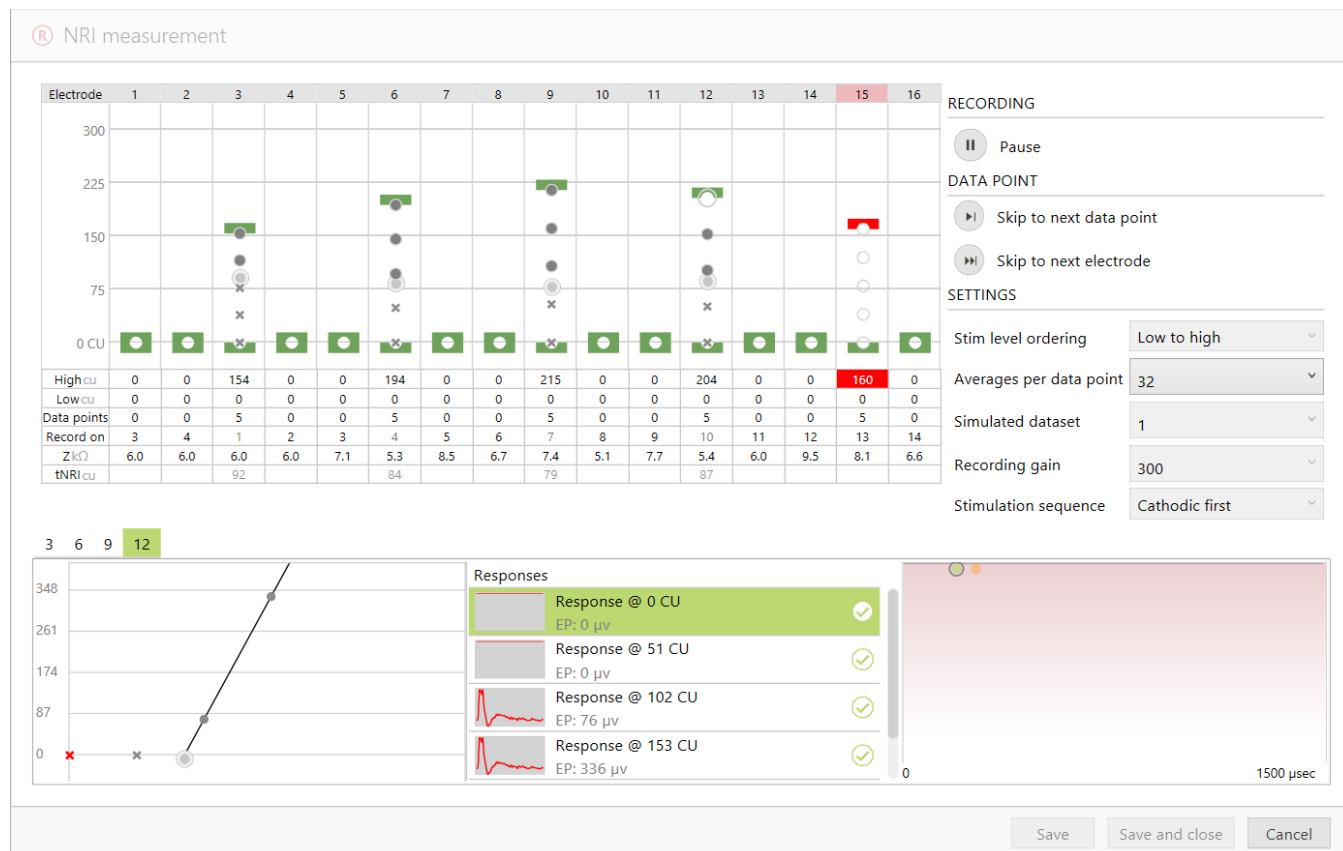 ® NRI measurement
Electrode 1 2 3 4 5 6 7 8 9 10 11 12 13 14 15 16
300
225
150
75
0 CU
High cu 0 0 154 0 0 194 0 0 215 0 0 204 0 0 160 0
Low cu 0 0 0 0 0 0 0 0 0 0 0 0 0 0 0 0
Data points 0 0 5 0 0 5 0 0 5 0 0 5 0 0 5 0
Record on 3 4 1 2 3 4 5 6 7 8 9 10 11 12 13 14
Z kΩ 6.0 6.0 6.0 6.0 7.1 5.3 8.5 6.7 7.4 5.1 7.7 5.4 6.0 9.5 8.1 6.6
tNRI cu 92 84 79 87
RECORDING
Pause
DATA POINT
Skip to next data point
Skip to next electrode
SETTINGS
Stim level ordering Low to high
Averages per data point 32
Simulated dataset 1
Recording gain 300
Stimulation sequence Cathodic first
3 6 9 12
348
261
174
87
0
Responses
Response @ 0 CU
EP: 0 µv
Response @ 51 CU
EP: 0 µv
Response @ 102 CU
EP: 76 µv
Response @ 153 CU
EP: 336 µv
0 1500 µsec
Save Save and close Cancel